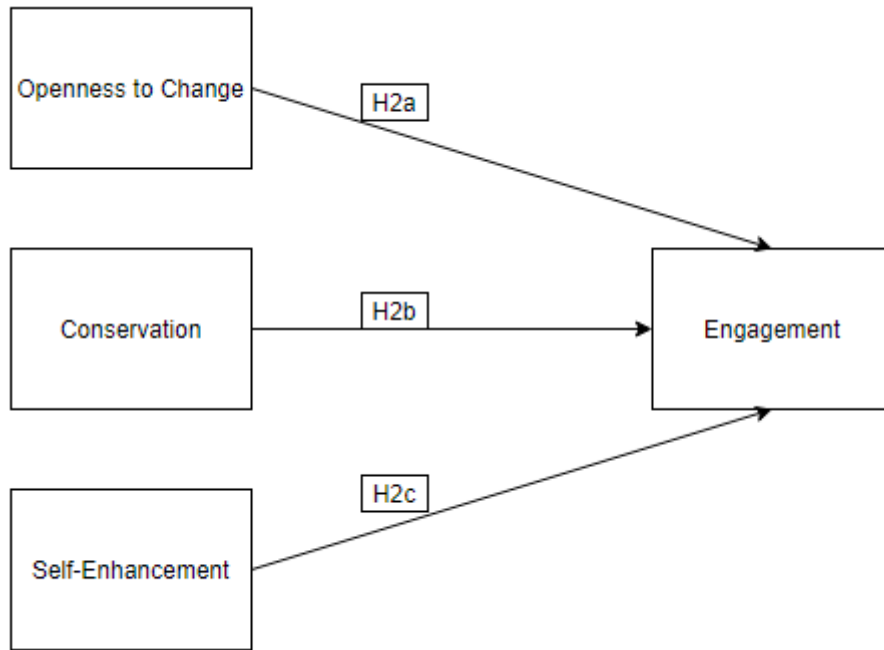 Openness to Change
H2a
Conservation
H2b
Engagement
H2c
Self-Enhancement